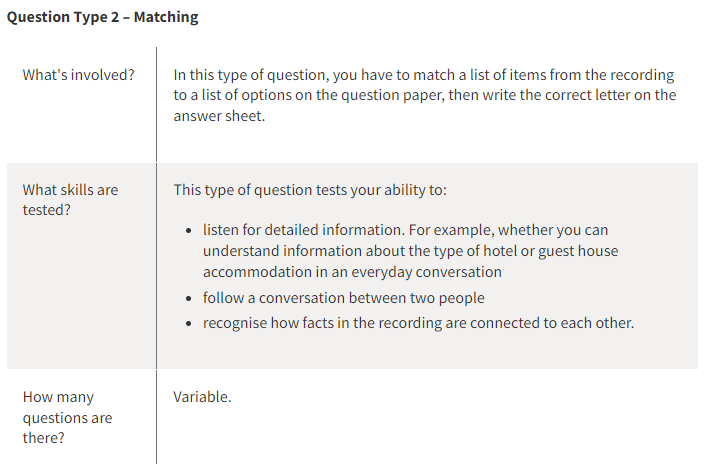 Question Type 2 – Matching
What's involved?
In this type of question, you have to match a list of items from the recording
to a list of options on the question paper, then write the correct letter on the
answer sheet.
What skills are
tested?
This type of question tests your ability to:
• listen for detailed information. For example, whether you can
understand information about the type of hotel or guest house
accommodation in an everyday conversation
• follow a conversation between two people
• recognise how facts in the recording are connected to each other.
How many
questions are
there?
Variable.